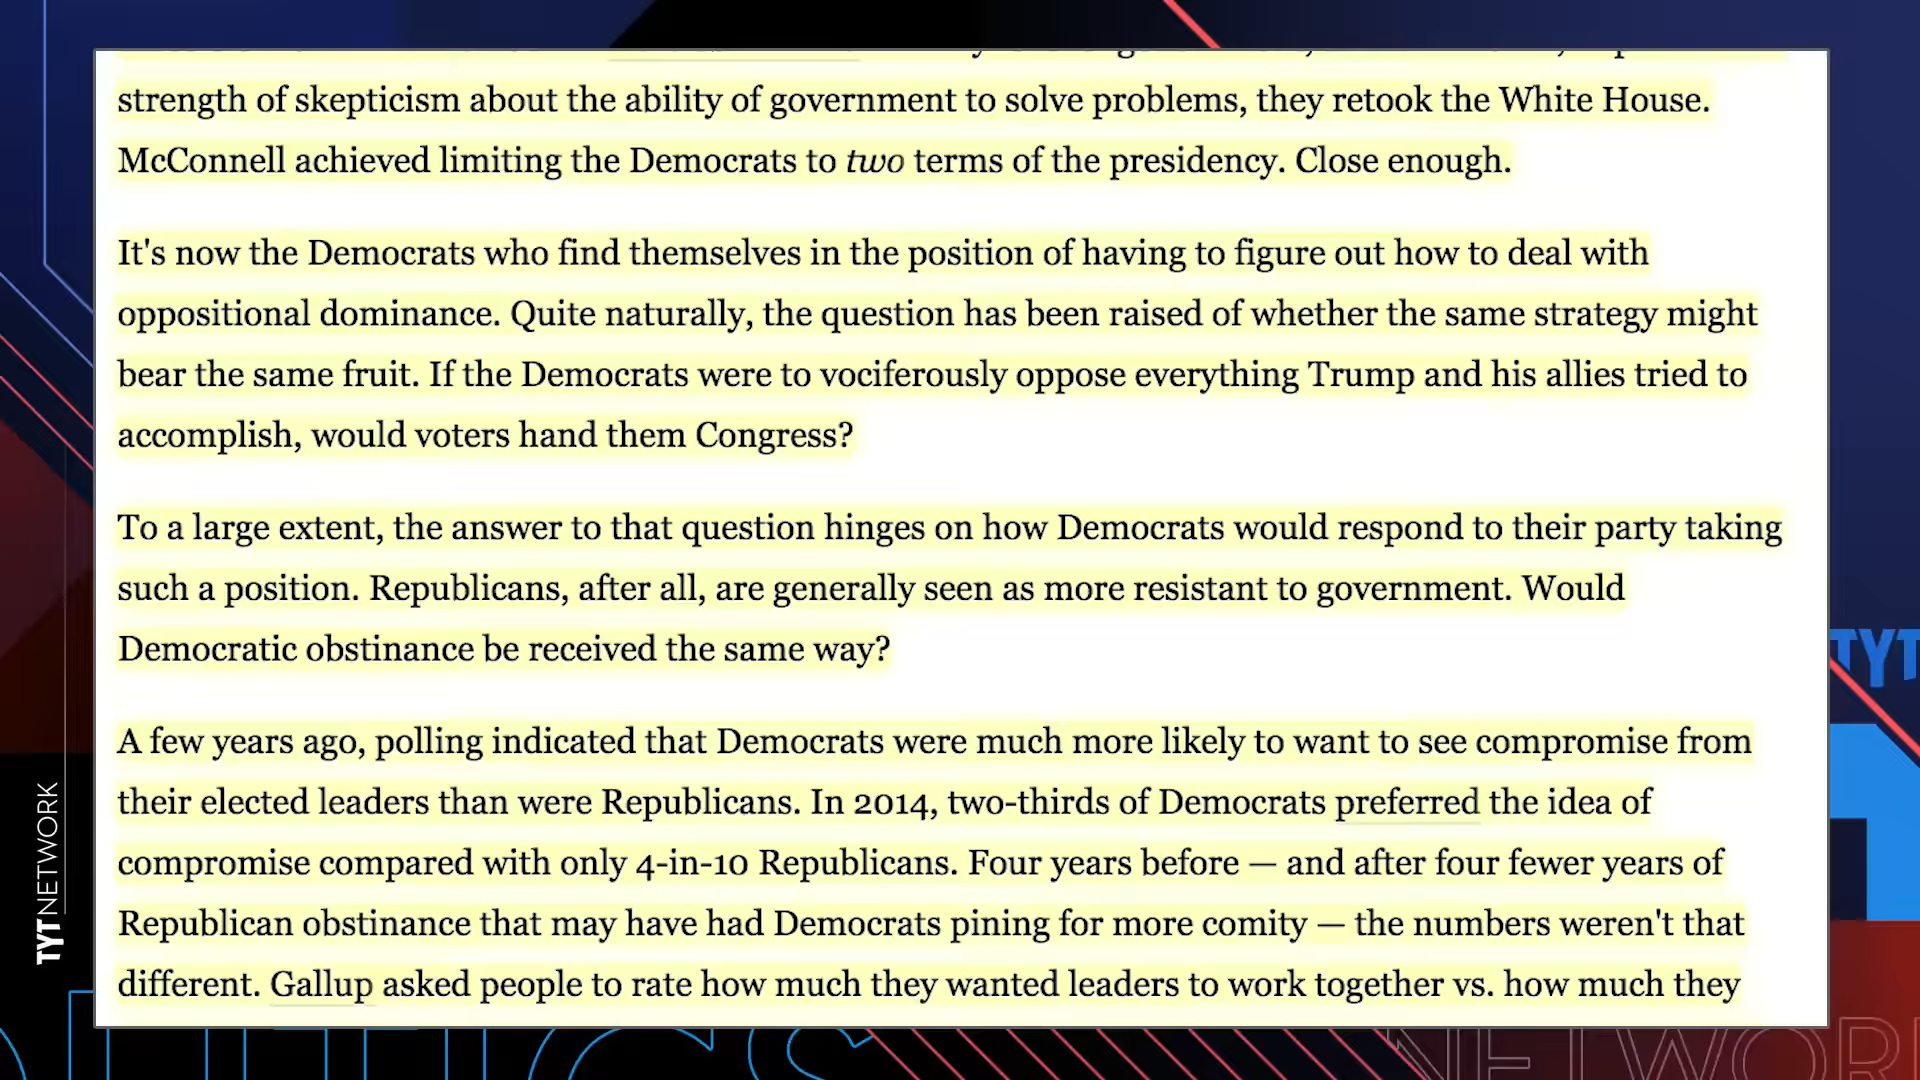 strength of skepticism about the ability of government to solve problems, they retook the White House.
McConnell achieved limiting the Democrats to two terms of the presidency. Close enough.
It's now the Democrats who find themselves in the position of having to figure out how to deal with
oppositional dominance. Quite naturally, the question has been raised of whether the same strategy might
bear the same fruit. If the Democrats were to vociferously oppose everything Trump and his allies tried to
accomplish, would voters hand them Congress?
To a large extent, the answer to that question hinges on how Democrats would respond to their party taking
such a position. Republicans, after all, are generally seen as more resistant to government. Would
Democratic obstinance be received the same way?
A few years ago, polling indicated that Democrats were much more likely to want to see compromise from
their elected leaders than were Republicans. In 2014, two-thirds of Democrats preferred the idea of
compromise compared with only 4-in-10 Republicans. Four years before — and after four fewer years of
Republican obstinance that may have had Democrats pining for more comity — the numbers weren't that
different. Gallup asked people to rate how much they wanted leaders to work together vs. how much they
TYTNETWORK
TYT
NETWOR